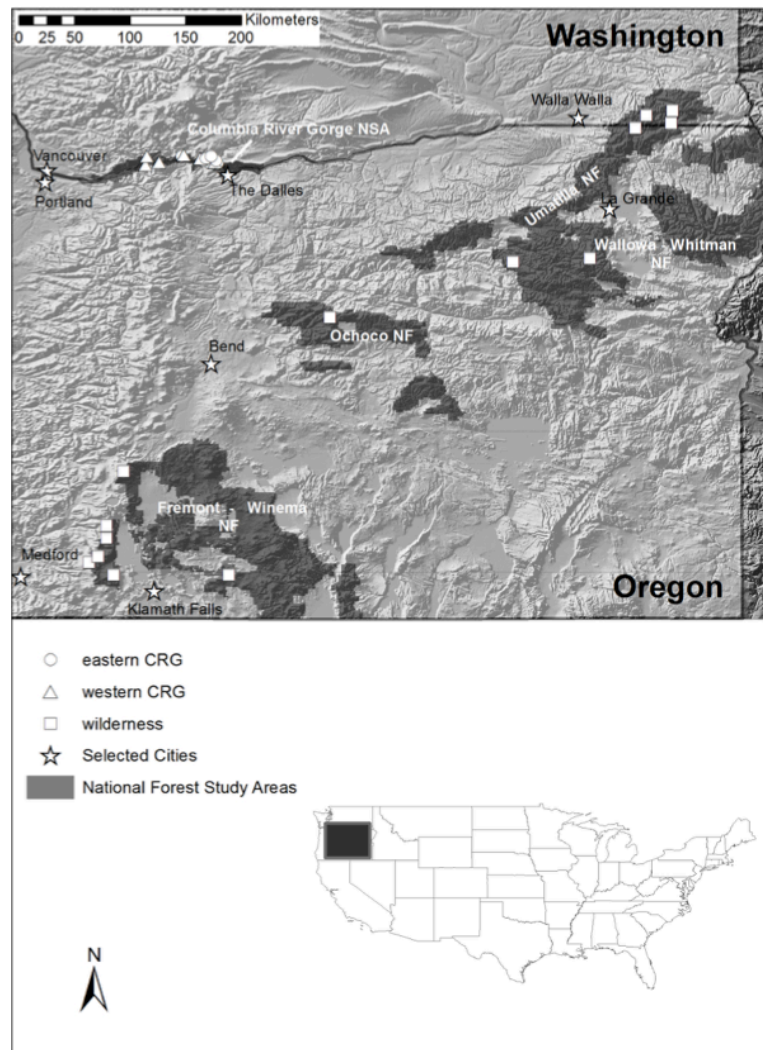 Kilometers
0 25 50 100 150 200
Washington
Walla Walla
Columbia River Gorge NSA
Vancouver
Portland
The Dalles
Umatilla NF
La Grande
Wallowa - Whitman
NF
Ochoco NF
Bend
Fremont - Winema
NF
Medford
Klamath Falls
Oregon
eastern CRG
western CRG
wilderness
Selected Cities
National Forest Study Areas
N